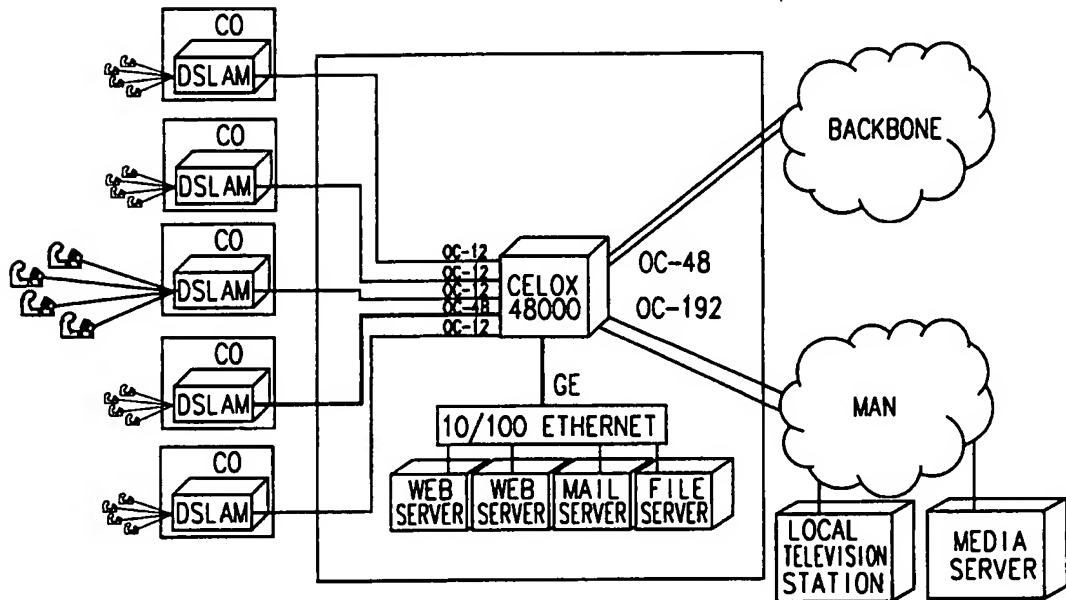 CO
DSLAM
CO
DSLAM
CO
DSLAM
CO
DSLAM
CO
DSLAM
OC-12
OC-12
OC-12
OC-48
OC-12
CELOX
48000
OC-48
OC-192
BACKBONE
MAN
GE
10/100 ETHERNET
WEB
SERVER
WEB
SERVER
MAIL
SERVER
FILE
SERVER
LOCAL
TELEVISION
STATION
MEDIA
SERVER